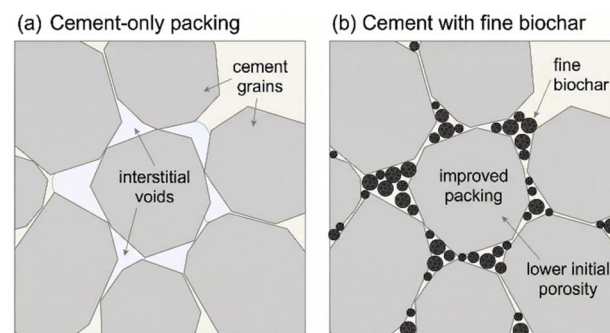 (a) Cement-only packing
cement
grains
interstitial
voids
(b) Cement with fine biochar
fine
biochar
improved
packing
lower initial
porosity